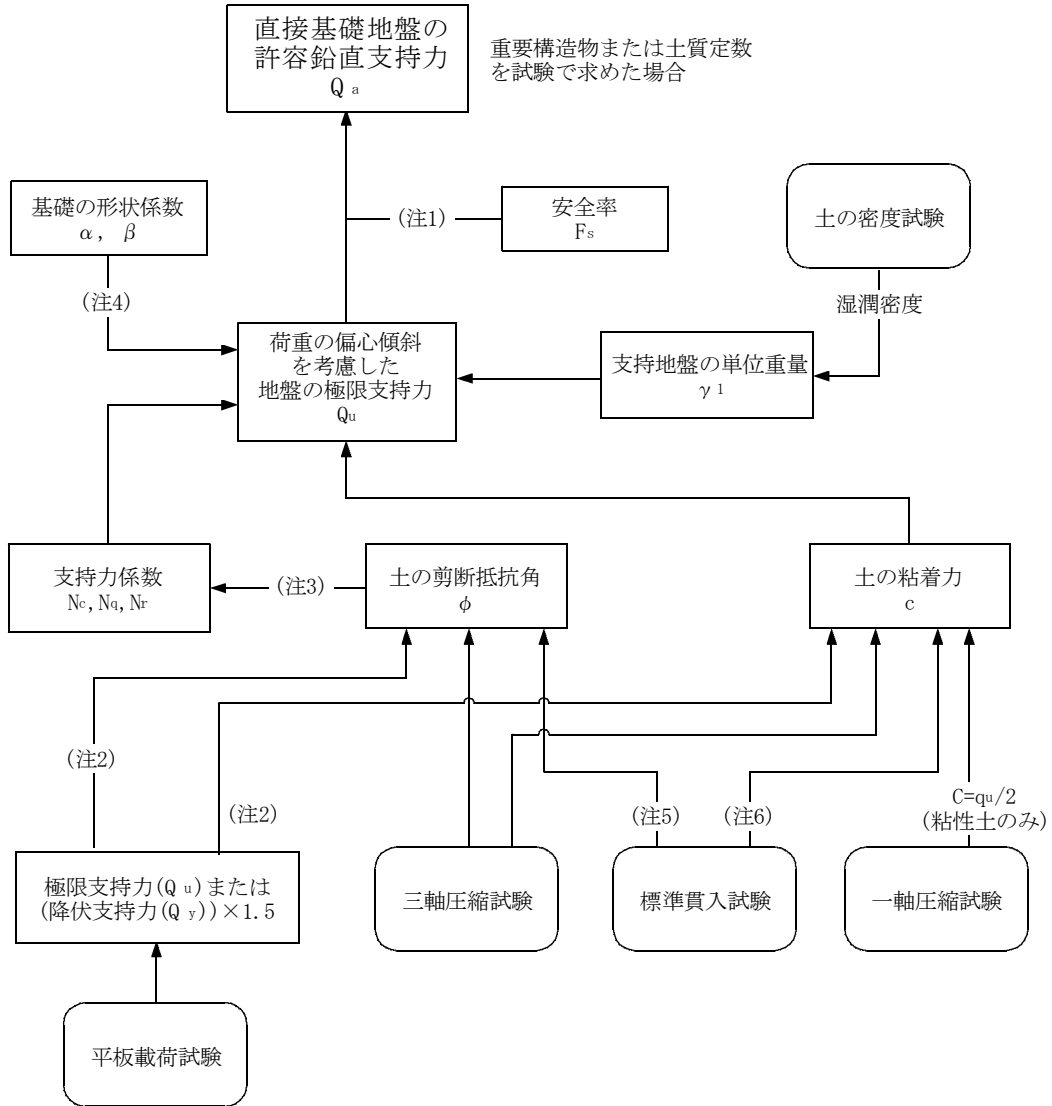 直接基礎地盤の
許容鉛直支持力
Ｑa
重要構造物または土質定数
を試験で求めた場合
基礎の形状係数
α, β
(注1)
安全率
Fs
土の密度試験
(注4)
湿潤密度
荷重の偏心傾斜
を考慮した
地盤の極限支持力
Qu
支持地盤の単位重量
γ1
支持力係数
Nc,Nq,Nr
(注3)
土の剪断抵抗角
φ
土の粘着力
c
(注2)
(注2)
(注5)
(注6)
C=qu/2
(粘性土のみ)
極限支持力(Ｑu)または
(降伏支持力(Ｑy))×1.5
三軸圧縮試験
標準貫入試験
一軸圧縮試験
平板載荷試験